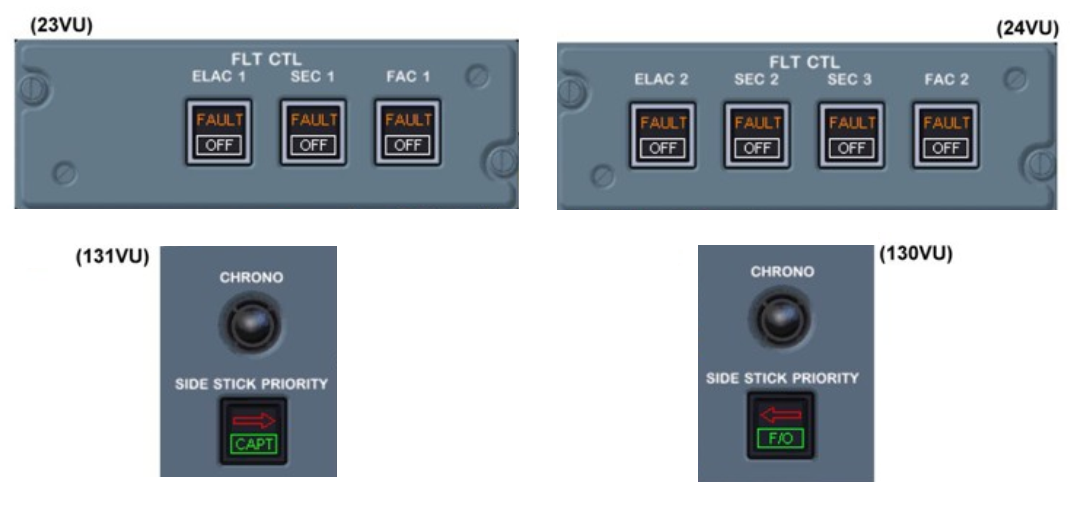 (23VU)
FLT CTL
ELAC 1 SEC 1 FAC 1
FAULT FAULT FAULT
OFF OFF OFF
(24VU)
FLT CTL
ELAC 2 SEC 2 SEC 3 FAC 2
FAULT FAULT FAULT FAULT
OFF OFF OFF OFF
(131VU)
CHRONO
SIDE STICK PRIORITY
CAPT
(130VU)
CHRONO
SIDE STICK PRIORITY
F/O